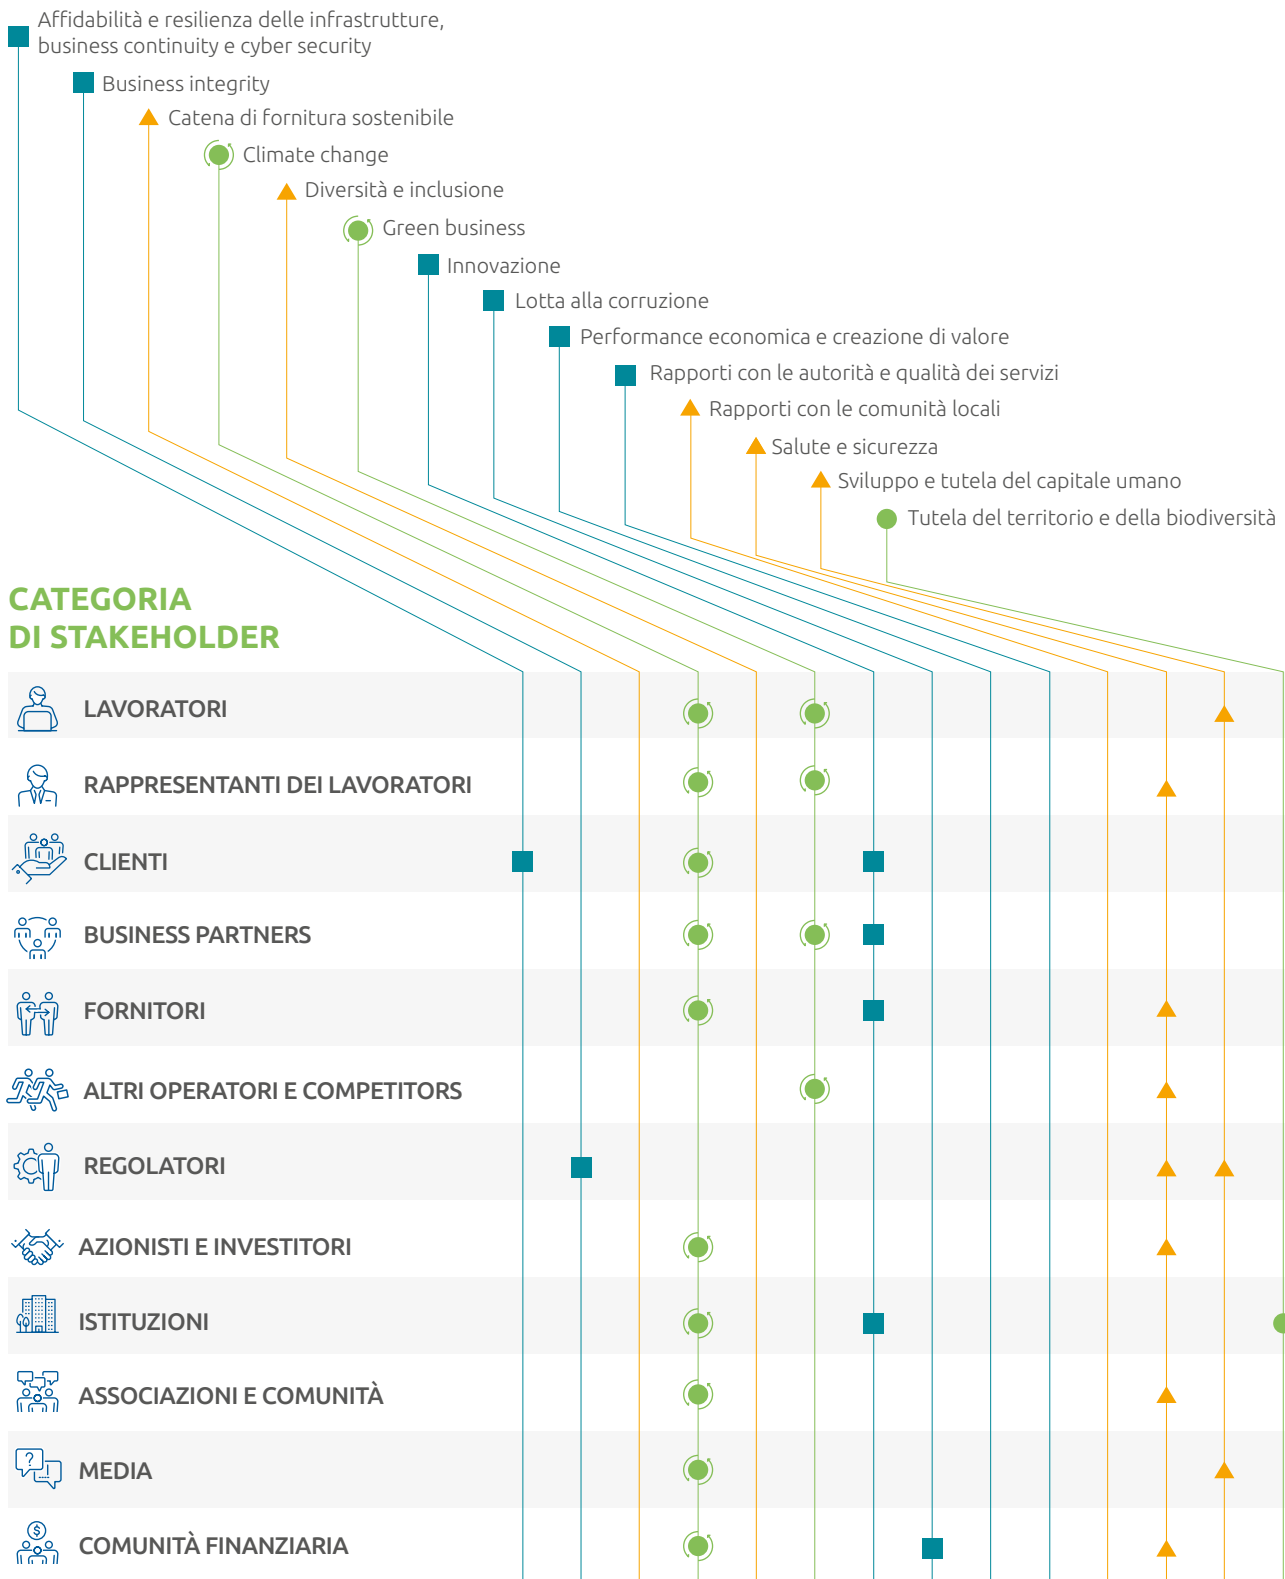 Affidabilità e resilienza delle infrastrutture,
business continuity e cyber security
Business integrity
Catena di fornitura sostenibile
Climate change
Diversità e inclusione
Green business
Innovazione
Lotta alla corruzione
Performance economica e creazione di valore
Rapporti con le autorità e qualità dei servizi
Rapporti con le comunità locali
Salute e sicurezza
Sviluppo e tutela del capitale umano
Tutela del territorio e della biodiversità
CATEGORIA
DI STAKEHOLDER
LAVORATORI
RAPPRESENTANTI DEI LAVORATORI
CLIENTI
BUSINESS PARTNERS
FORNITORI
ALTRI OPERATORI E COMPETITORS
REGOLATORI
AZIONISTI E INVESTITORI
ISTITUZIONI
ASSOCIAZIONI E COMUNITÀ
MEDIA
COMUNITÀ FINANZIARIA